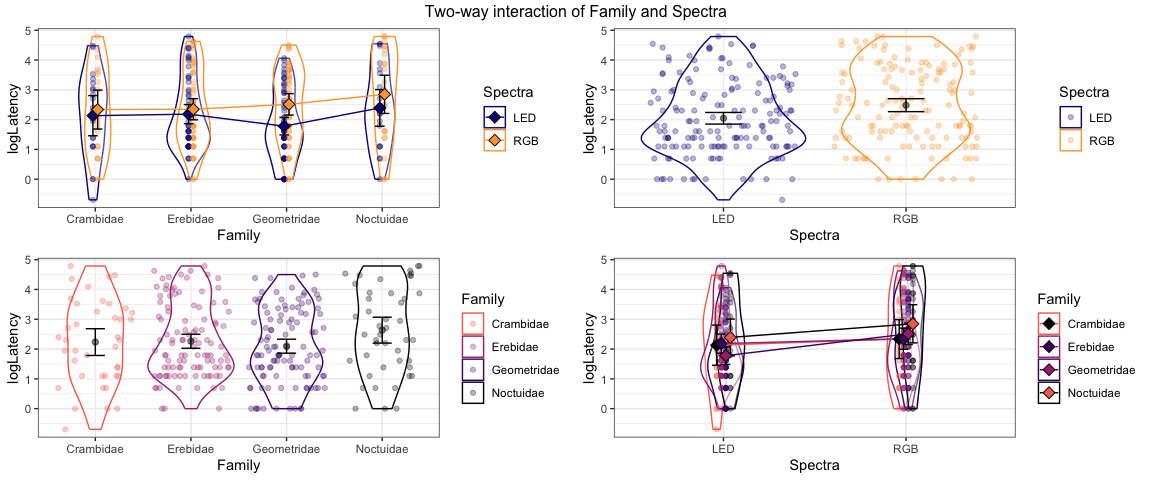 Two-way interaction of Family and Spectra
logLatency
5
4
3
2
1
0
Crambidae Erebidae Geometridae Noctuidae
Family
Spectra
LED
RGB
logLatency
5
4
3
2
1
0
LED RGB
Spectra
Spectra
LED
RGB
logLatency
5
4
3
2
1
0
Crambidae Erebidae Geometridae Noctuidae
Family
Family
Crambidae
Erebidae
Geometridae
Noctuidae
logLatency
5
4
3
2
1
0
LED RGB
Spectra
Family
Crambidae
Erebidae
Geometridae
Noctuidae